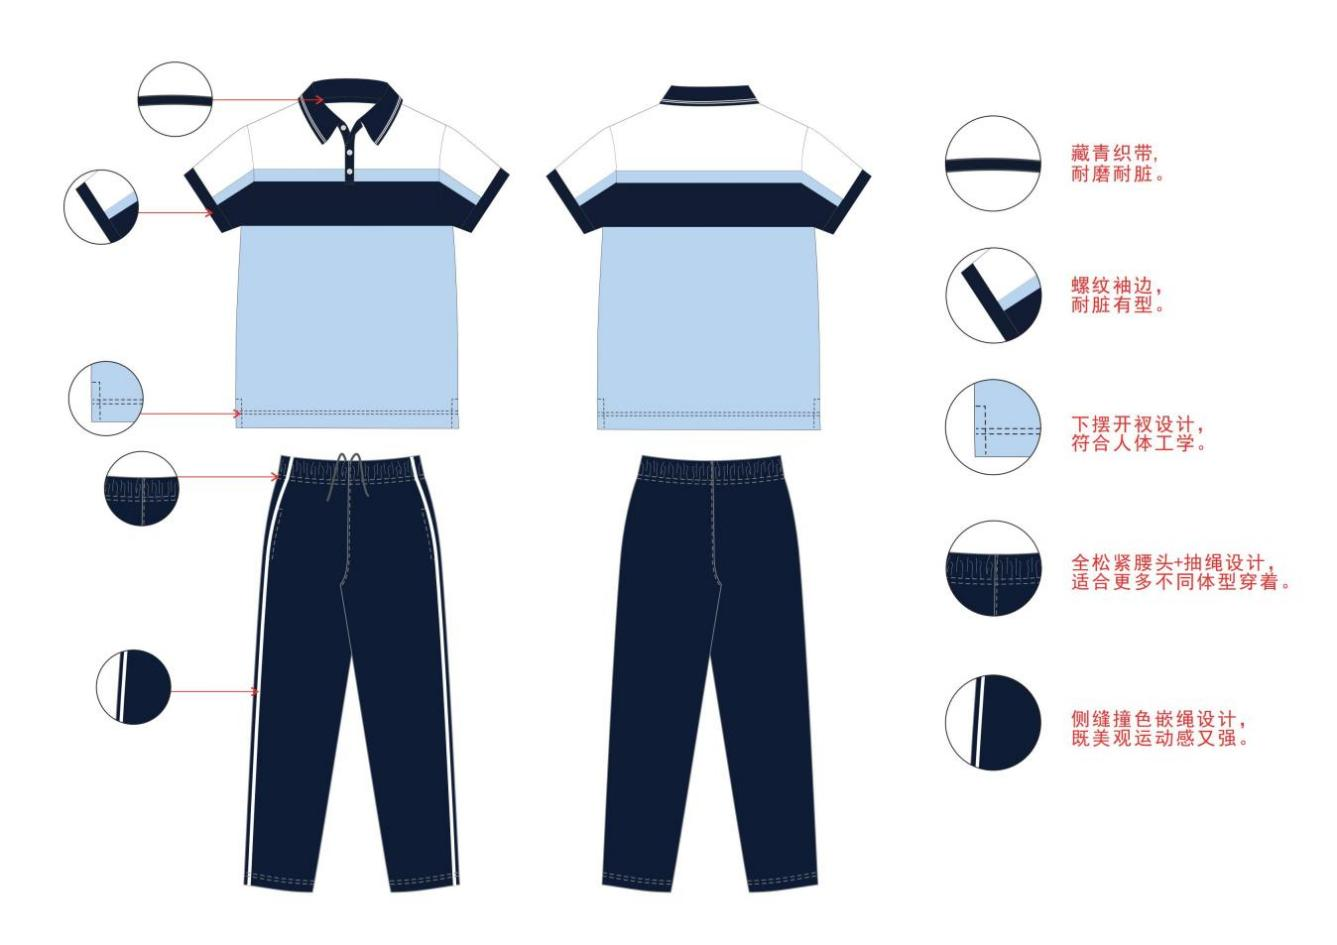 藏青织带,
耐磨耐脏。
螺纹袖边，
耐脏有型。
下摆开衩设计，
符合人体工学。
全松紧腰头+抽绳设计，
适合更多不同体型穿着。
侧缝撞色嵌绳设计，
既美观运动感又强。